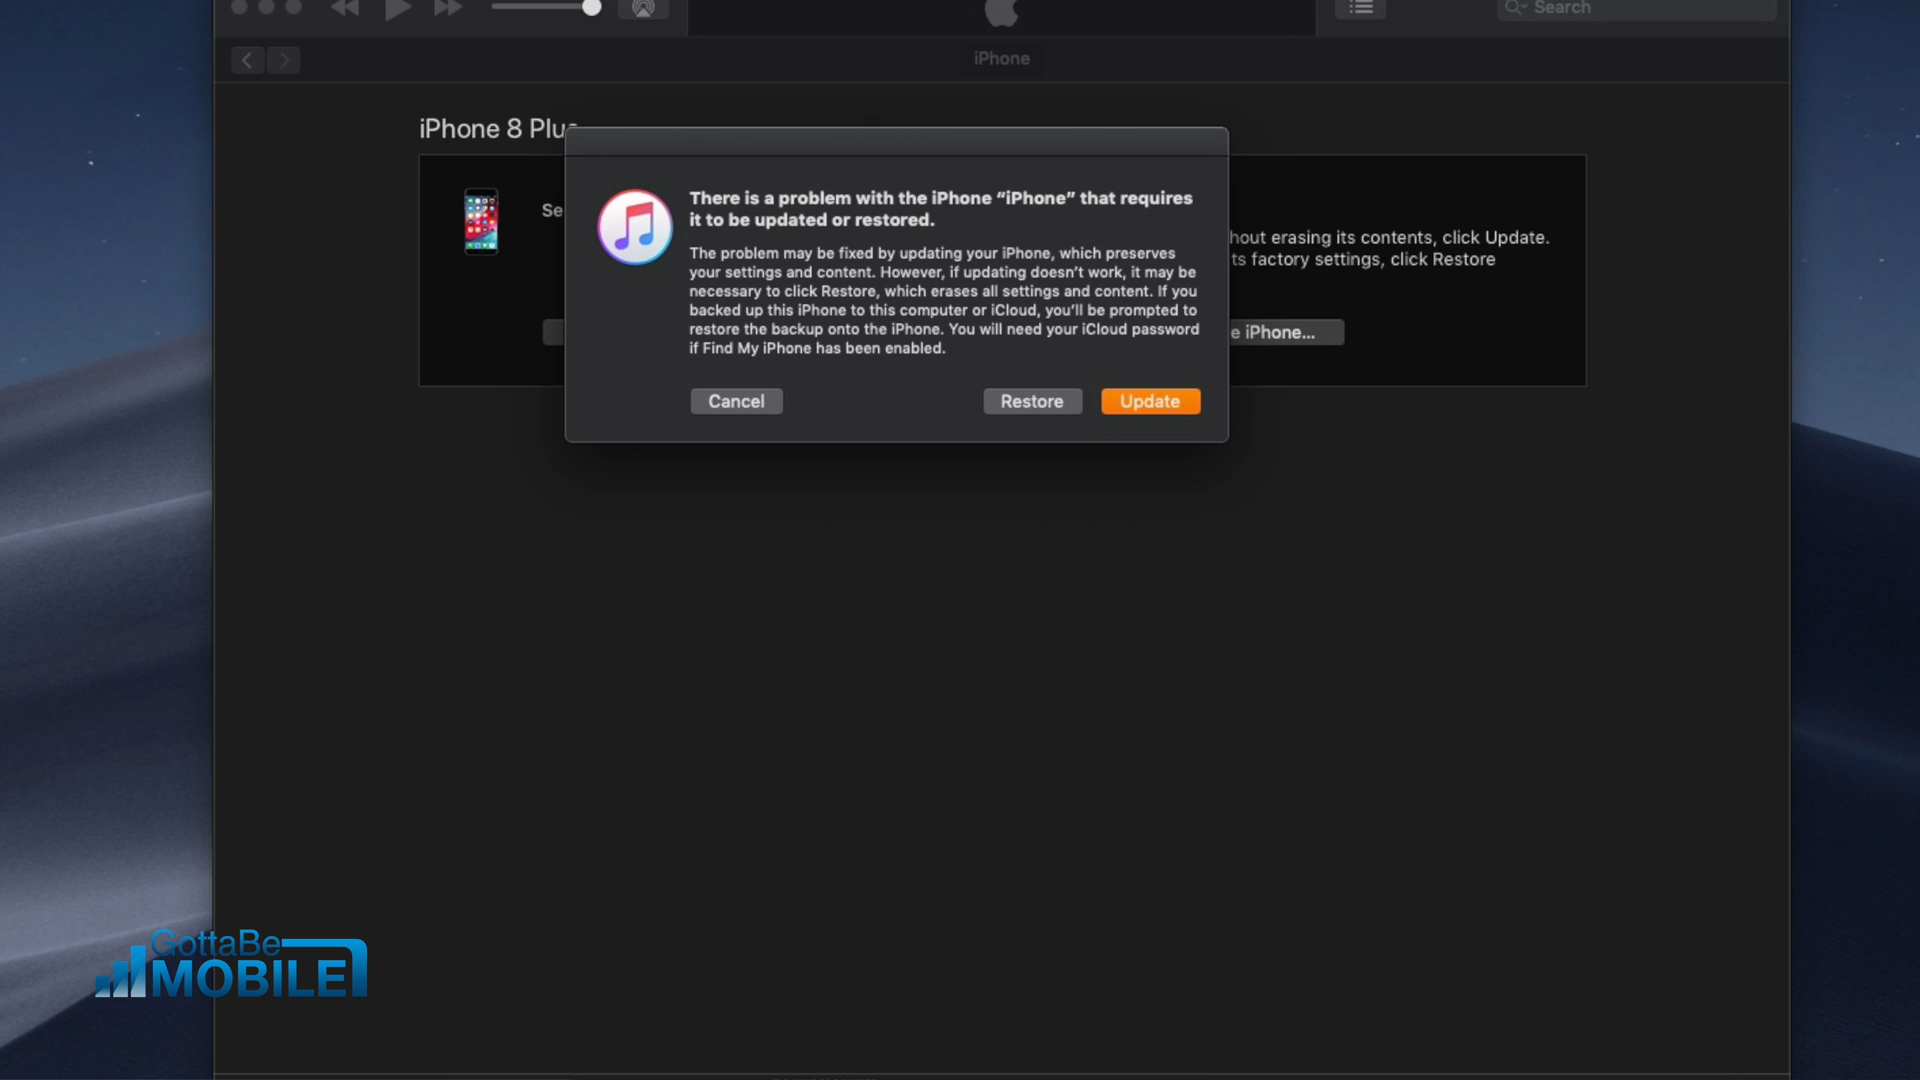 Search
iPhone
iPhone 8 Plus
There is a problem with the iPhone “iPhone” that requires
it to be updated or restored.
The problem may be fixed by updating your iPhone, which preserves
your settings and content. However, if updating doesn’t work, it may be
necessary to click Restore, which erases all settings and content. If you
backed up this iPhone to this computer or iCloud, you’ll be prompted to
restore the backup onto the iPhone. You will need your iCloud password
if Find My iPhone has been enabled.
Cancel
Restore
Update
Se
hout erasing its contents, click Update.
ts factory settings, click Restore
e iPhone...
GottaBe
MOBILE